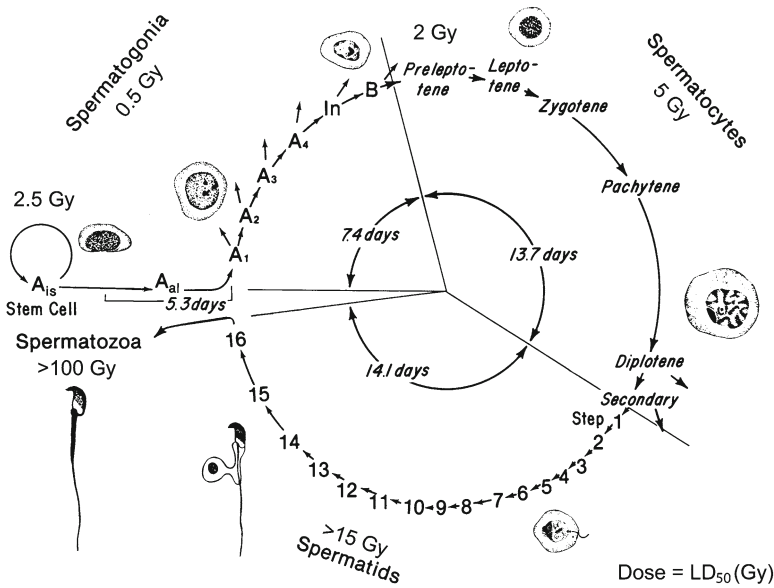 Spermatogonia
0.5 Gy
2 Gy
Spermatocytes
5 Gy
2.5 Gy
Ais
Stem Cell
Aal
5.3 days
A1
A2
A3
A4
In
B
Prelepto-
tene
Lepto-
tene
Zygotene
Pachytene
Diplotene
Secondary
7.4 days
13.7 days
14.1 days
Step 1
2
3
4
5
6
7
8
9
10
11
12
13
14
15
16
>15 Gy
Spermatids
Spermatozoa
>100 Gy
Dose = LD50 (Gy)